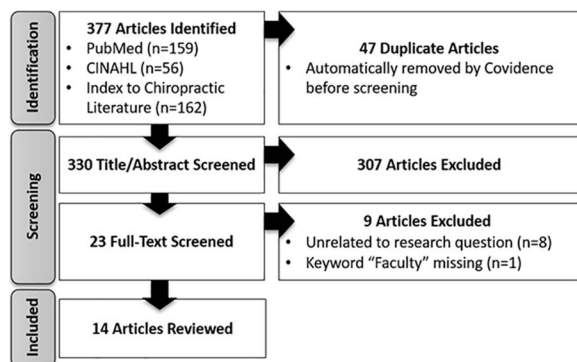 Identification
377 Articles Identified
• PubMed (n=159)
• CINAHL (n=56)
• Index to Chiropractic
Literature (n=162)
47 Duplicate Articles
• Automatically removed by Covidence
before screening
Screening
330 Title/Abstract Screened
307 Articles Excluded
23 Full-Text Screened
9 Articles Excluded
• Unrelated to research question (n=8)
• Keyword “Faculty” missing (n=1)
Included
14 Articles Reviewed